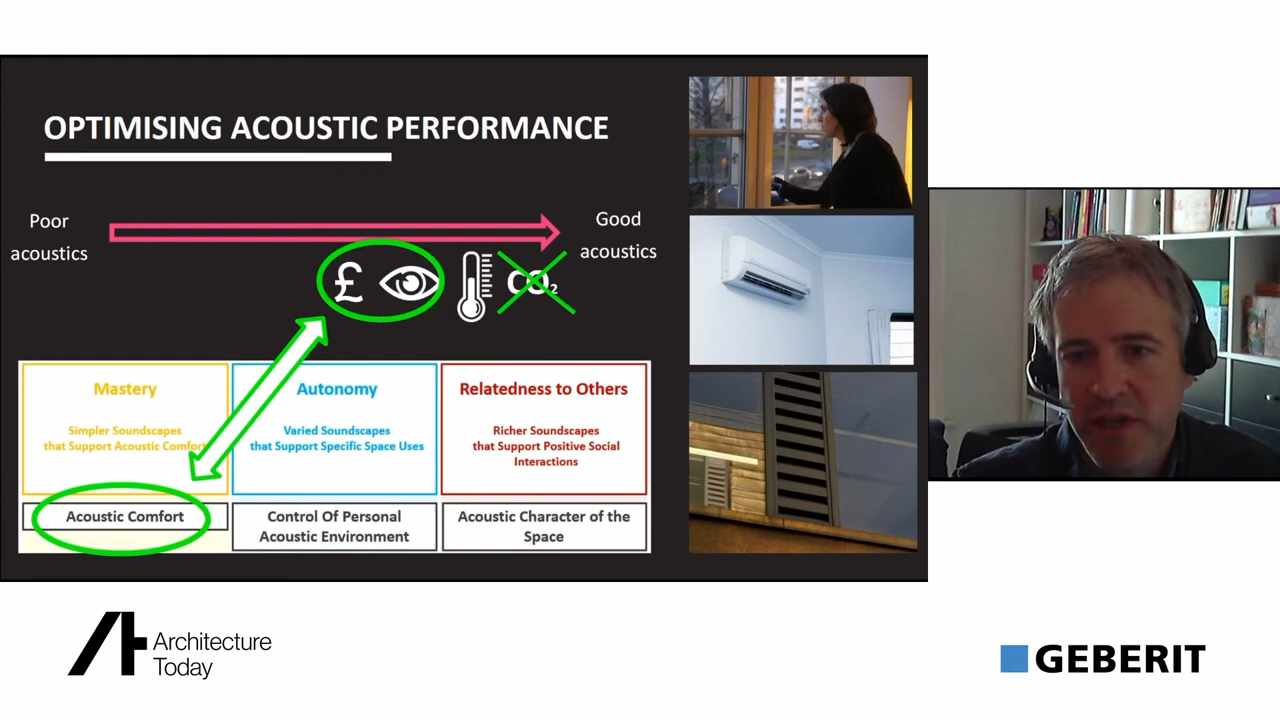 OPTIMISING ACOUSTIC PERFORMANCE
Poor
acoustics
Good
acoustics
£
CO₂
Mastery
Simpler Soundscapes
that Support Acoustic Comfort
Acoustic Comfort
Autonomy
Varied Soundscapes
that Support Specific Space Uses
Control Of Personal
Acoustic Environment
Relatedness to Others
Richer Soundscapes
that Support Positive Social
Interactions
Acoustic Character of the
Space
Architecture
Today
GEBERIT